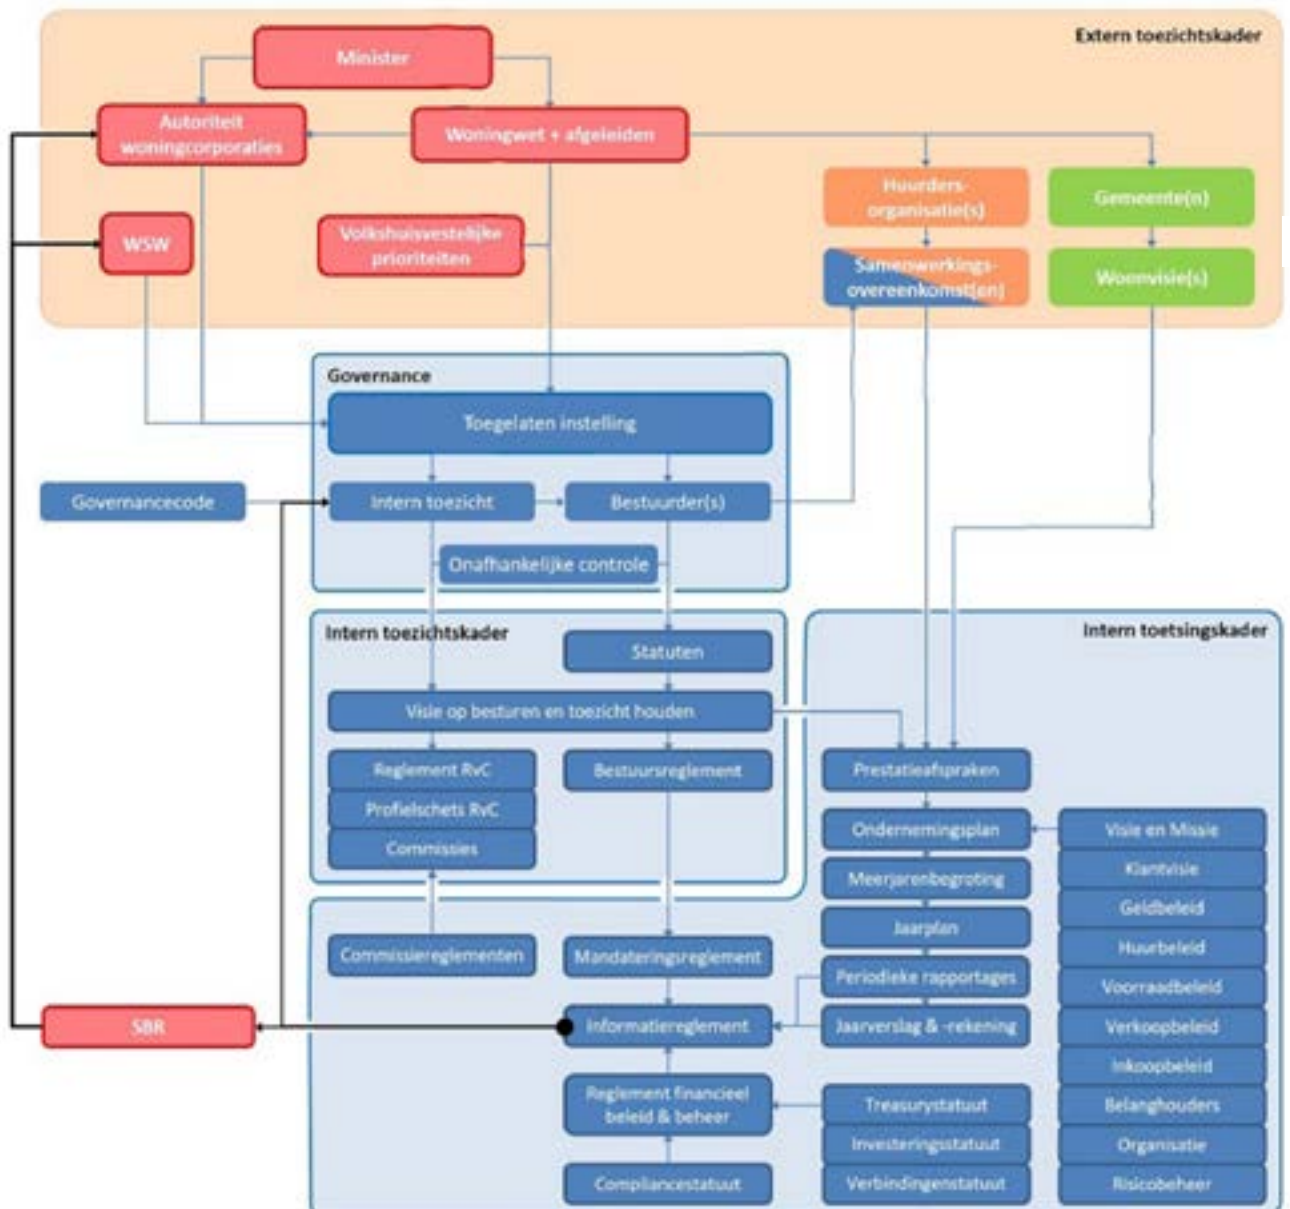 Extern toezichtskader
Minister
Autoriteit
woningcorporaties
Woningwet + afgeleiden
Huurders-
organisatie(s)
Gemeente(n)
WSW
Volkshuisvestelijke
prioriteiten
Samenwerkings-
overeenkomst(en)
Woonvisie(s)
Governance
Toegelaten instelling
Governancecode
Intern toezicht
Bestuurder(s)
Onafhankelijke controle
Intern toezichtskader
Statuten
Intern toetsingskader
Visie op besturen en toezicht houden
Reglement RvC
Bestuursreglement
Prestatieafspraken
Profielschets RvC
Commissies
Ondernemingsplan
Visie en Missie
Meerjarenbegroting
Klantvisie
Jaarplan
Geldbeleid
Commissiereglementen
Mandateringsreglement
Periodieke rapportages
Huurbeleid
Voorraadbeleid
SBR
Informatiereglement
Jaarverslag & -rekening
Verkoopbeleid
Inkoopbeleid
Reglement financieel
beleid & beheer
Treasurystatuut
Belanghouders
Investeringsstatuut
Organisatie
Compliancestatuut
Verbindingenstatuut
Risicobeheer